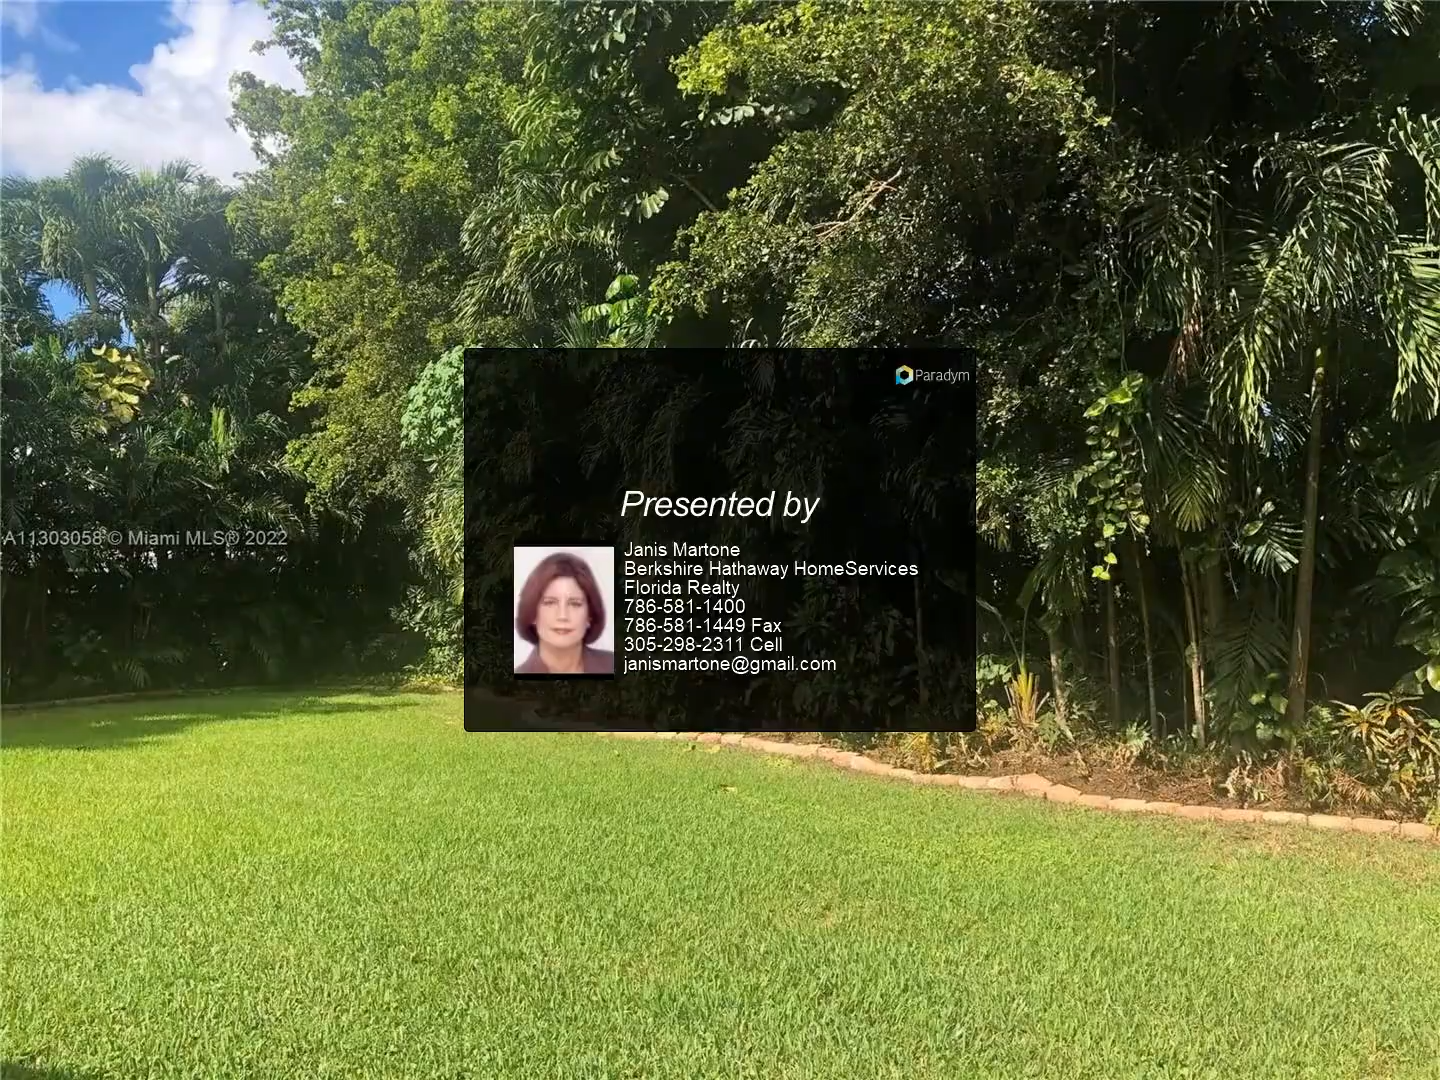 Paradym
Presented by
A11303058 © Miami MLS® 2022
Janis Martone
Berkshire Hathaway HomeServices
Florida Realty
786-581-1400
786-581-1449 Fax
305-298-2311 Cell
janismartone@gmail.com